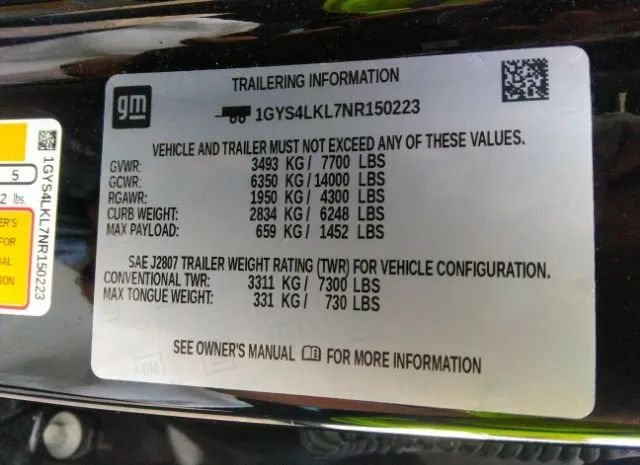 gm
TRAILERING INFORMATION
1GYS4LKL7NR150223
VEHICLE AND TRAILER MUST NOT EXCEED ANY OF THESE VALUES.
GVWR: 3493 KG / 7700 LBS
GCWR: 6350 KG / 14000 LBS
RGAWR: 1950 KG / 4300 LBS
CURB WEIGHT: 2834 KG / 6248 LBS
MAX PAYLOAD: 659 KG / 1452 LBS
SAE J2807 TRAILER WEIGHT RATING (TWR) FOR VEHICLE CONFIGURATION.
CONVENTIONAL TWR: 3311 KG / 7300 LBS
MAX TONGUE WEIGHT: 331 KG / 730 LBS
SEE OWNER'S MANUAL FOR MORE INFORMATION
1GYS4LKL7NR150223
5
2 lbs.
FOR